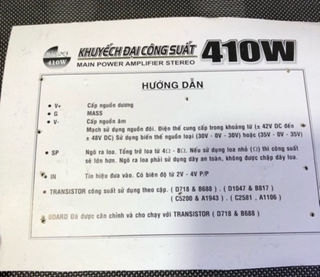 KHUYẾCH ĐẠI CÔNG SUẤT 410W
MAIN POWER AMPLIFIER STEREO
410W
HƯỚNG DẪN
● V+ Cấp nguồn dương
● G MASS
● V- Cấp nguồn âm
Mạch sử dụng nguồn đôi. Điện thế cung cấp trong khoảng từ (± 42V DC đến
± 48V DC) Sử dụng biến thế nguồn loại (30V - 0V - 30V) hoặc (35V - 0V - 35V)
● SP Ngõ ra loa. Tổng trở loa từ 4Ω - 8Ω. Nếu sử dụng loa nhỏ (Ω) thì công suất
sẽ lớn hơn. Ngõ ra loa phải sử dụng dây an toàn, không được chập dây loa.
● IN Tín hiệu đưa vào. Có biên độ từ 2V - 4V P/P
★ TRANSISTOR công suất sử dụng theo cặp. ( D718 & B688 ) . ( D1047 & B817 )
( C5200 & A1943 ) . ( C2581 , A1106 )
★ BOARD Đã được cân chỉnh và cho chạy với TRANSISTOR ( D718 & B688 )